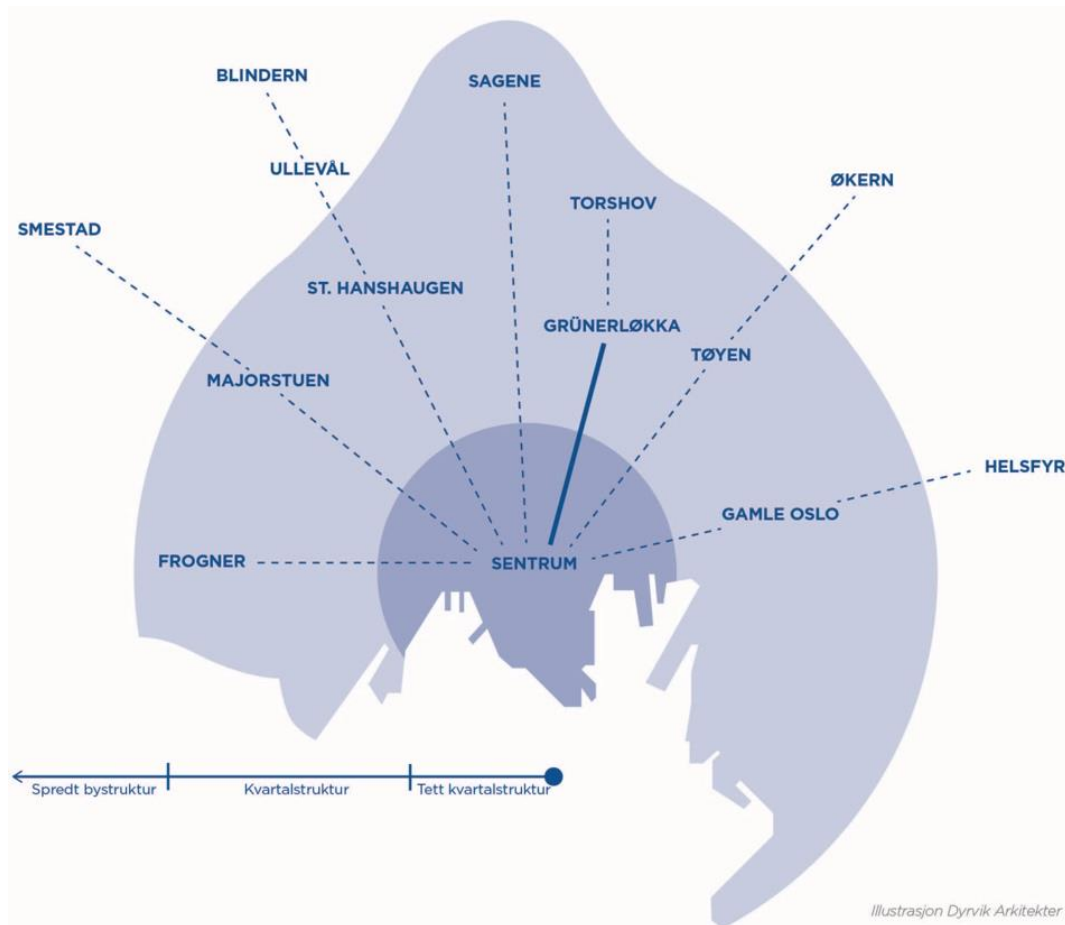 BLINDERN
SAGENE
ULLEVÅL
ØKERN
TORSHOV
SMESTAD
ST. HANSHAUGEN
GRÜNERLØKKA
TØYEN
MAJORSTUEN
HELSFYR
GAMLE OSLO
FROGNER
SENTRUM
Spredt bystruktur
Kvartalstruktur
Tett kvartalstruktur
Illustrasjon Dyrvik Arkitekter